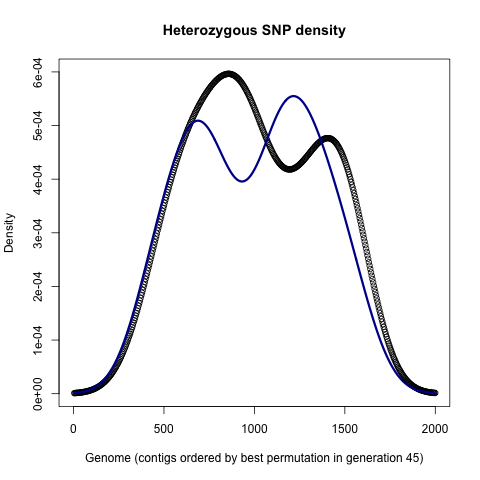 Heterozygous SNP density
Density
6e-04
5e-04
4e-04
3e-04
2e-04
1e-04
0e+00
0 500 1000 1500 2000
Genome (contigs ordered by best permutation in generation 45)